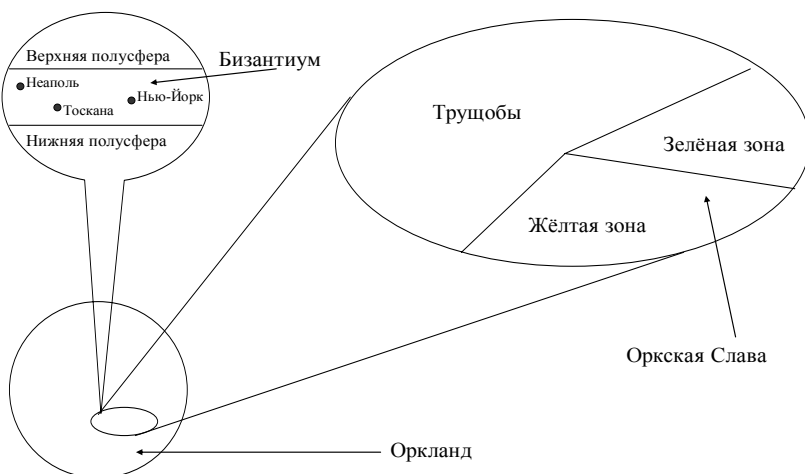 Верхняя полусфера
Бизантиум
Неаполь
Нью-Йорк
Тоскана
Нижняя полусфера
Трущобы
Зелёная зона
Жёлтая зона
Оркская Слава
Оркланд